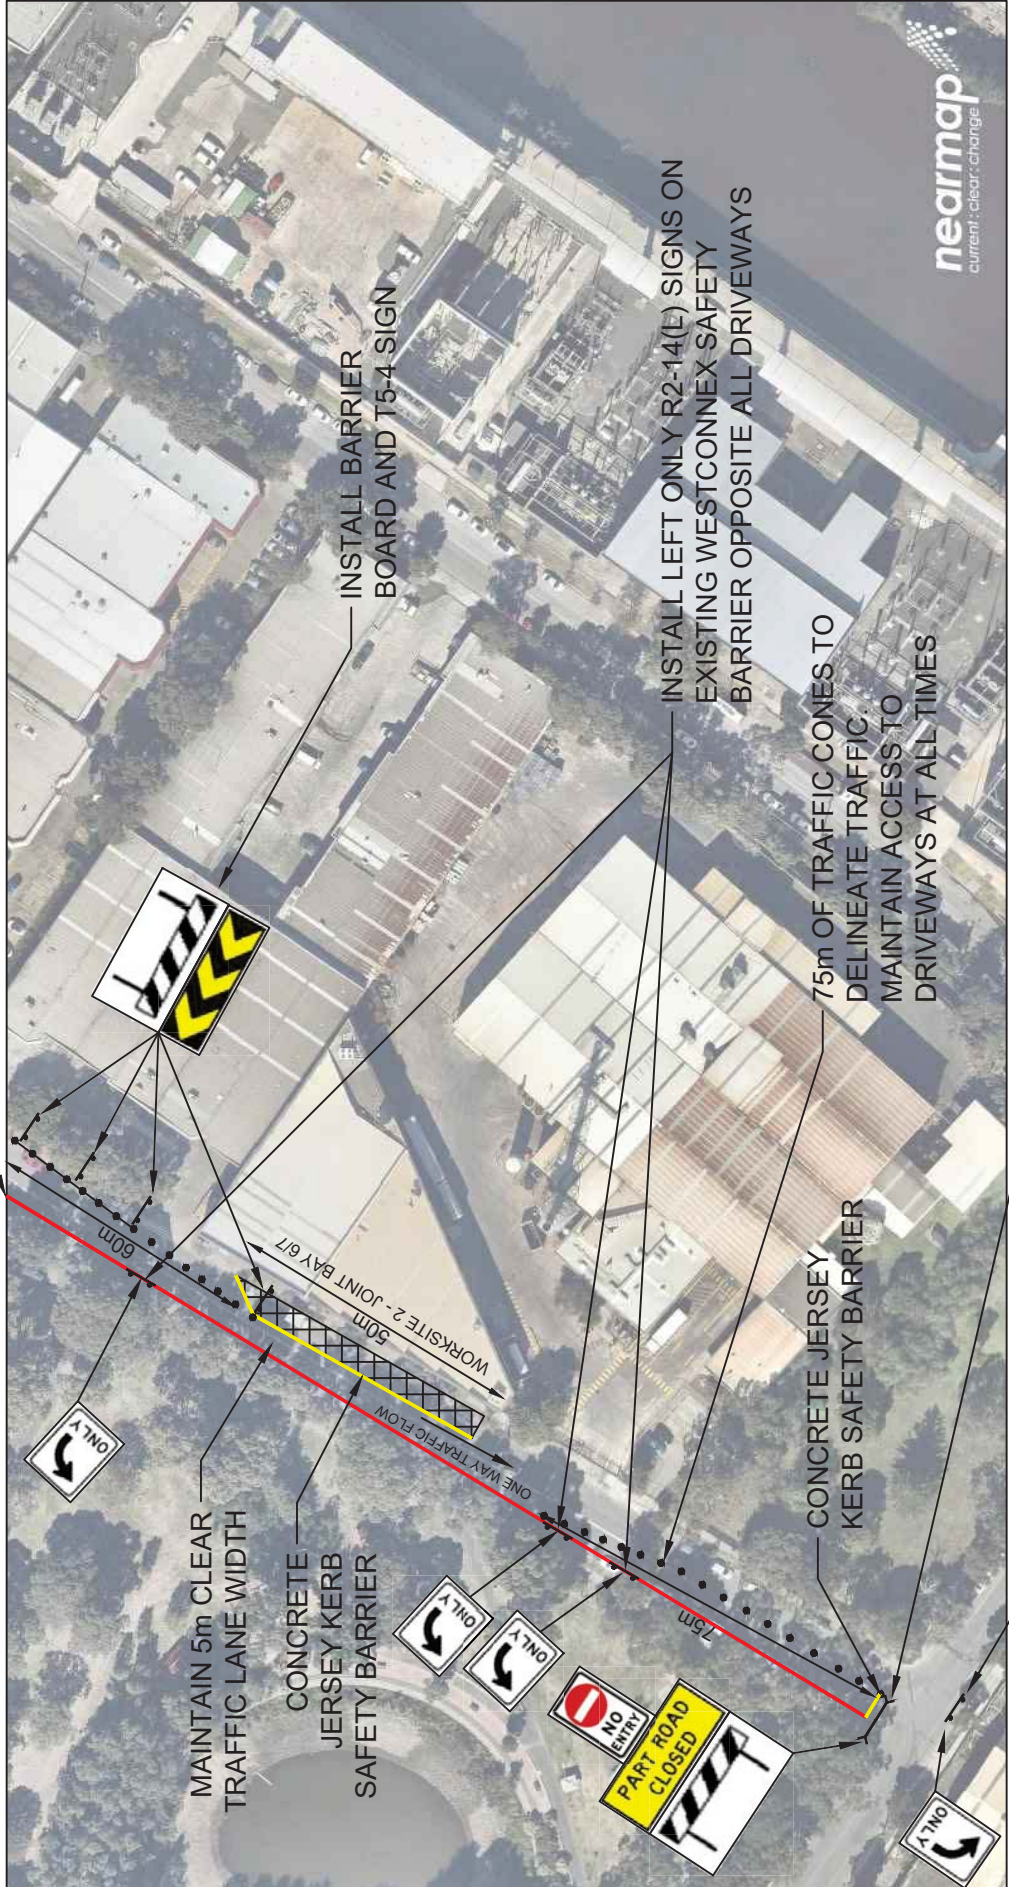 MAINTAIN 5m CLEAR
TRAFFIC LANE WIDTH
CONCRETE
JERSEY KERB
SAFETY BARRIER
ONLY
60m
INSTALL BARRIER
BOARD AND T5-4 SIGN
50m
WORKSITE 2 - JOINT BAY 6/7
ONE WAY TRAFFIC FLOW
ONLY
ONLY
INSTALL LEFT ONLY R2-14(L) SIGNS ON
EXISTING WESTCONNEX SAFETY
BARRIER OPPOSITE ALL DRIVEWAYS
75m
NO
ENTRY
PART ROAD
CLOSED
75m OF TRAFFIC CONES TO
DELINEATE TRAFFIC.
MAINTAIN ACCESS TO
DRIVEWAYS AT ALL TIMES
CONCRETE JERSEY
KERB SAFETY BARRIER
ONLY
nearmap
current:clear:change